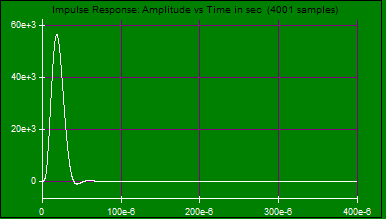 Impulse Response: Amplitude vs Time in sec (4001 samples)
60e+3
40e+3
20e+3
0
0 100e-6 200e-6 300e-6 400e-6